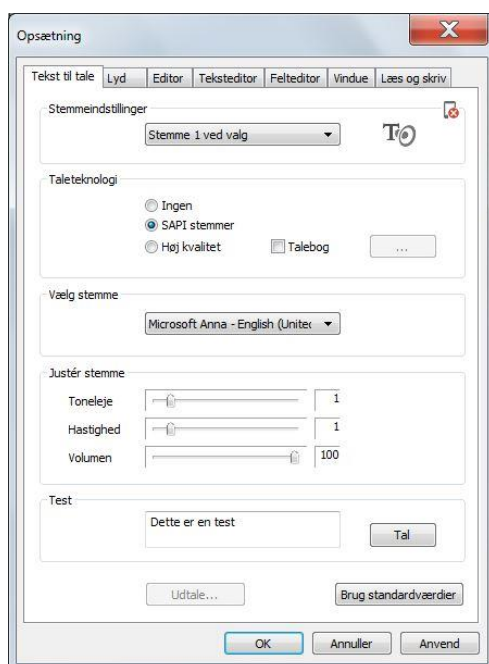 Opsætning
Tekst til tale Lyd Editor Teksteditor Felteditor Vindue Læs og skriv
Stemmeindstillinger
Stemme 1 ved valg
Taleteknologi
Ingen
SAPI stemmer
Høj kvalitet Talebog ...
Vælg stemme
Microsoft Anna - English (Unitec
Justér stemme
Toneleje 1
Hastighed 1
Volumen 100
Test
Dette er en test
Tal
Udtale... Brug standardværdier
OK Annuller Anvend